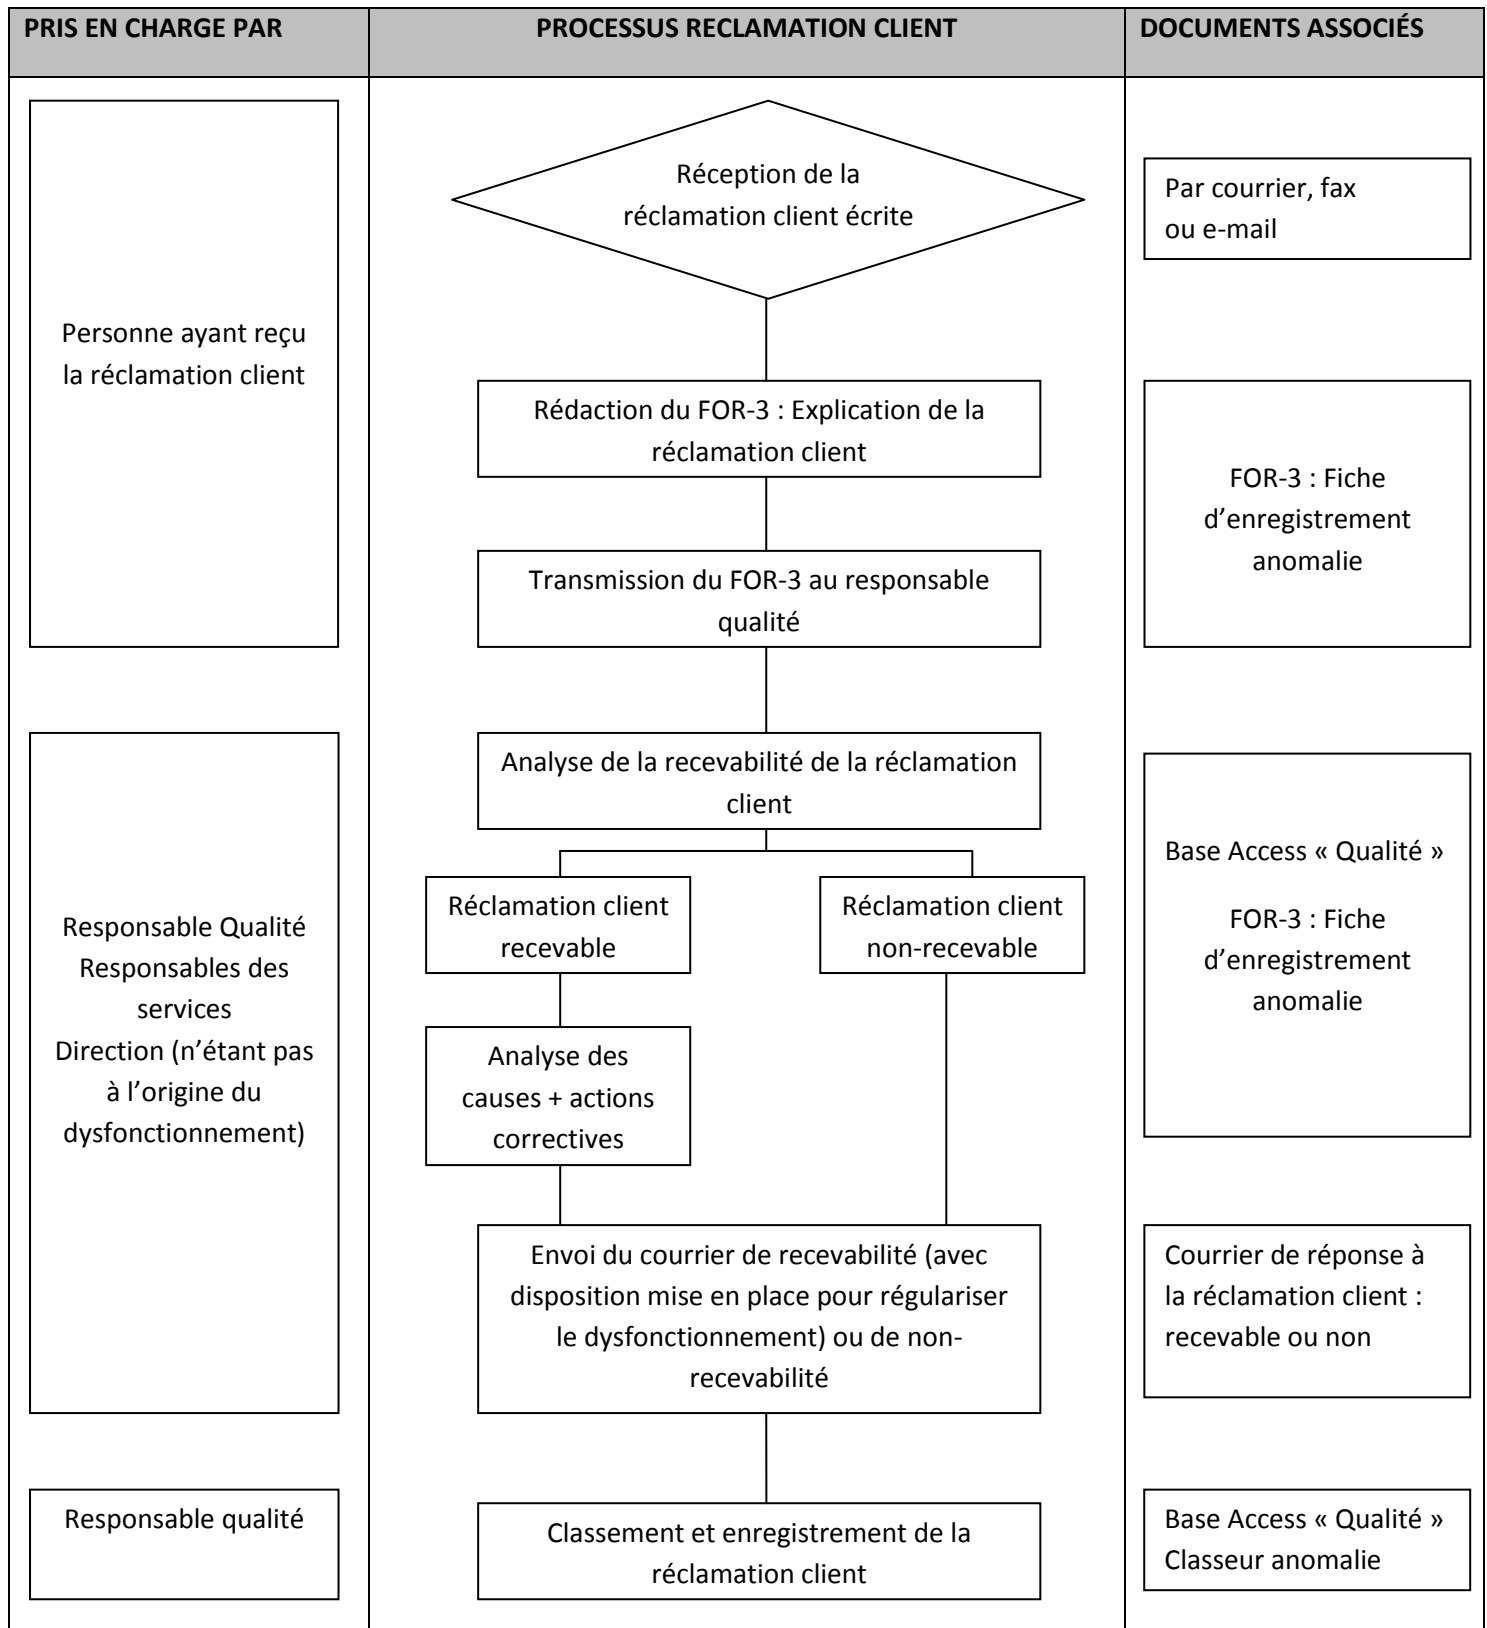 PRIS EN CHARGE PAR
PROCESSUS RECLAMATION CLIENT
DOCUMENTS ASSOCIÉS
Réception de la
réclamation client écrite
Par courrier, fax
ou e-mail
Personne ayant reçu
la réclamation client
Rédaction du FOR-3 : Explication de la
réclamation client
FOR-3 : Fiche
d’enregistrement
anomalie
Transmission du FOR-3 au responsable
qualité
Analyse de la recevabilité de la réclamation
client
Responsable Qualité
Responsables des
services
Direction (n’étant pas
à l’origine du
dysfonctionnement)
Réclamation client
recevable
Réclamation client
non-recevable
Base Access « Qualité »
FOR-3 : Fiche
d’enregistrement
anomalie
Analyse des
causes + actions
correctives
Envoi du courrier de recevabilité (avec
disposition mise en place pour régulariser
le dysfonctionnement) ou de non-
recevabilité
Courrier de réponse à
la réclamation client :
recevable ou non
Responsable qualité
Classement et enregistrement de la
réclamation client
Base Access « Qualité »
Classeur anomalie